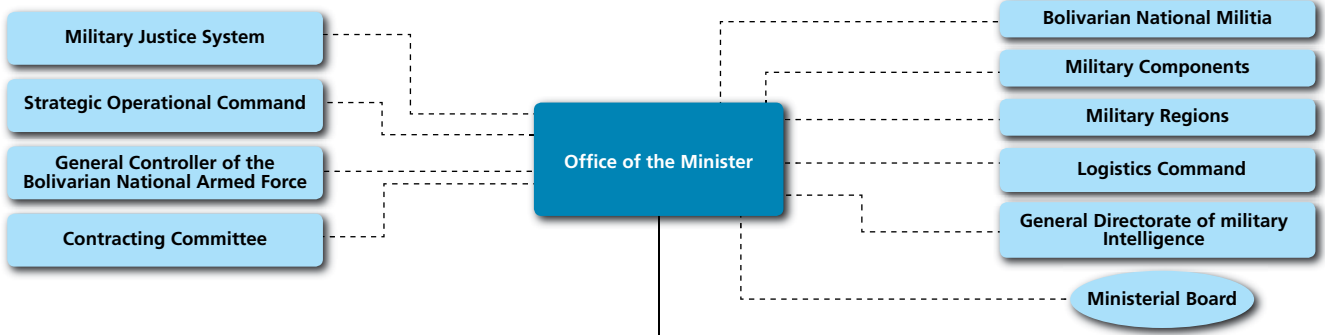 Military Justice System
Strategic Operational Command
General Controller of the
Bolivarian National Armed Force
Contracting Committee
Office of the Minister
Bolivarian National Militia
Military Components
Military Regions
Logistics Command
General Directorate of military
Intelligence
Ministerial Board